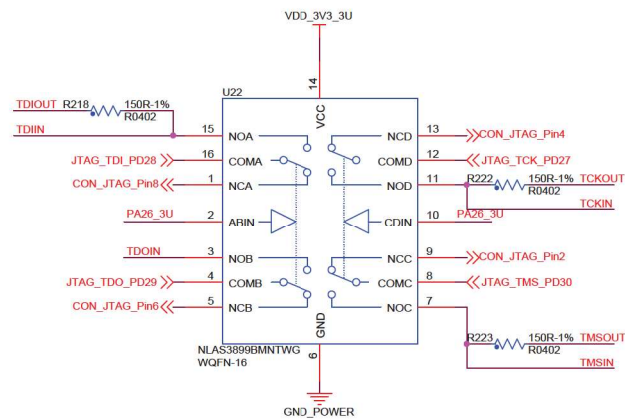 VDD_3V3_3U
14
U22
VCC
TDIOUT R218 150R-1%
R0402
TDIIN
15 NOA
NCD 13 CON_JTAG_Pin4
JTAG_TDI_PD28 16 COMA
COMD 12 JTAG_TCK_PD27
CON_JTAG_Pin8 1 NCA
NOD 11
R222 150R-1% TCKOUT
R0402
TCKIN
PA26_3U 2 ABIN
CDIN 10 PA26_3U
TDOIN 3 NOB
NCC 9 CON_JTAG_Pin2
JTAG_TDO_PD29 4 COMB
COMC 8 JTAG_TMS_PD30
CON_JTAG_Pin6 5 NCB
NOC 7
GND
6
NLAS3899BMNTWG
WQFN-16
R223 150R-1% TMSOUT
R0402
TMSIN
GND_POWER